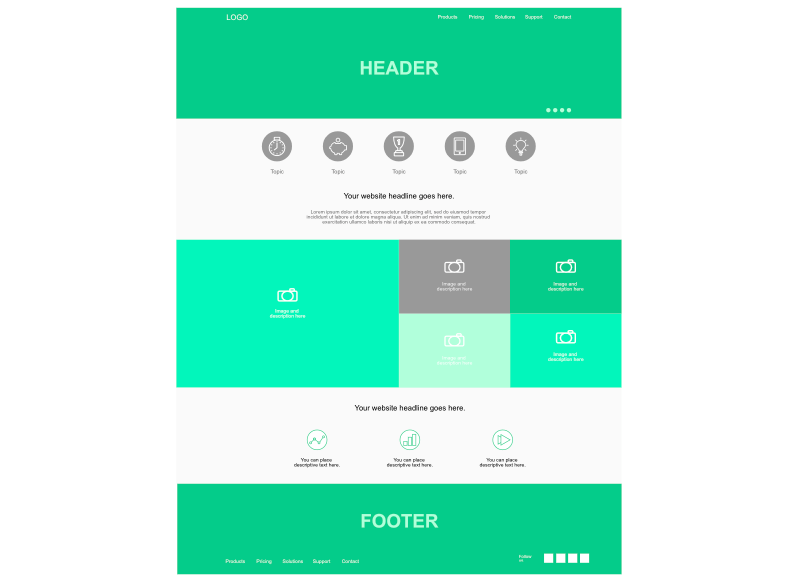 LOGO
Products Pricing Solutions Support Contact
HEADER
1
Topic Topic Topic Topic Topic
Your website headline goes here.
Lorem ipsum dolor sit amet, consectetur adipiscing elit, sed do eiusmod tempor
incididunt ut labore et dolore magna aliqua. Ut enim ad minim veniam, quis nostrud
exercitation ullamco laboris nisi ut aliquip ex ea commodo consequat.
Image and
description here
Image and
description here
Image and
description here
Image and
description here
Image and
description here
Your website headline goes here.
You can place
descriptive text here.
You can place
descriptive text here.
You can place
descriptive text here.
FOOTER
Follow
us
Products Pricing Solutions Support Contact